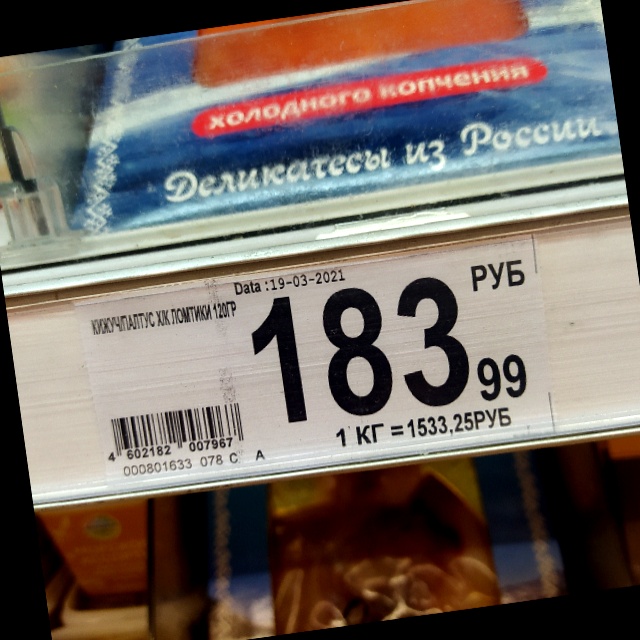 холодного копчения
Деликатесы из России
Data :19-03-2021
РУБ
КИЖУЧ/ПАЛТУС Х/К ЛОМТИКИ 120ГР
183
99
1 КГ =1533,25РУБ
4 602182 007967
000801633 078 С А